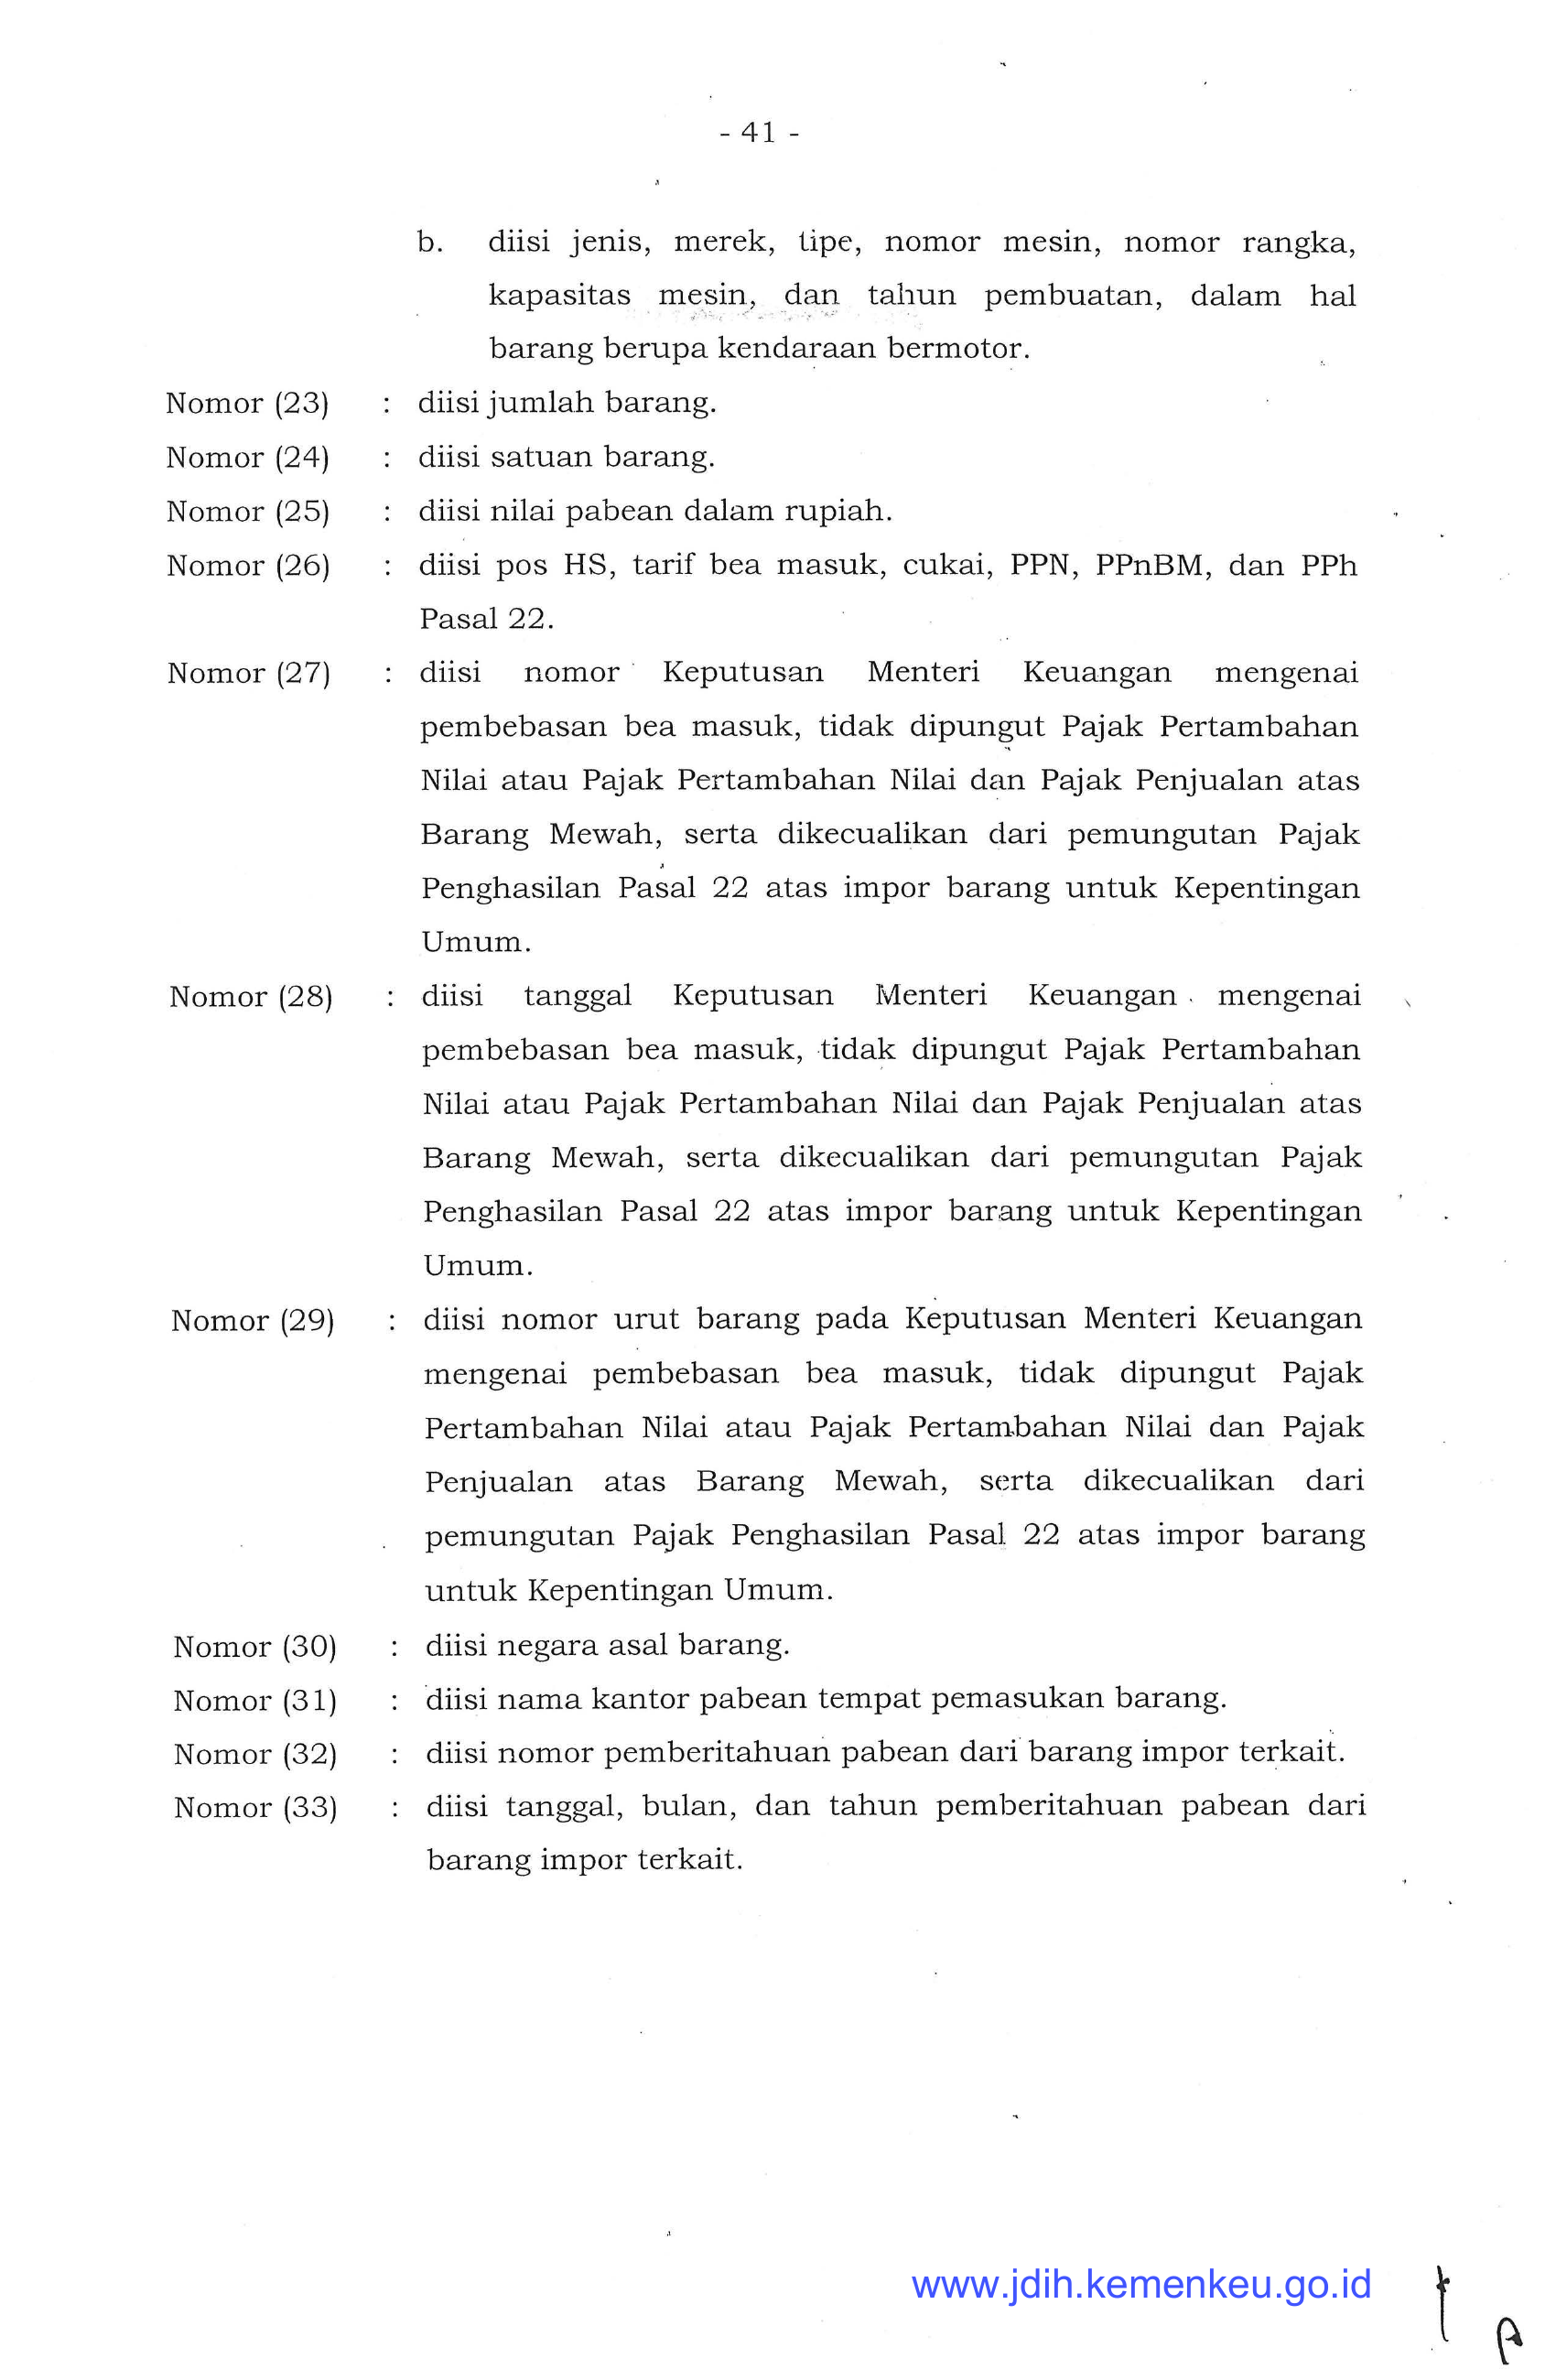 - 41 -
b. diisi jenis, merek, tipe, nomor mesin, nomor rangka,
kapasitas mesin, dan tahun pembuatan, dalam hal
barang berupa kendaraan bermotor.
Nomor (23) : diisi jumlah barang.
Nomor (24) : diisi satuan barang.
Nomor (25) : diisi nilai pabean dalam rupiah.
Nomor (26) : diisi pos HS, tarif bea masuk, cukai, PPN, PPnBM, dan PPh
Pasal 22.
Nomor (27) : diisi nomor Keputusan Menteri Keuangan mengenai
pembebasan bea masuk, tidak dipungut Pajak Pertambahan
Nilai atau Pajak Pertambahan Nilai dan Pajak Penjualan atas
Barang Mewah, serta dikecualikan dari pemungutan Pajak
Penghasilan Pasal 22 atas impor barang untuk Kepentingan
Umum.
Nomor (28) : diisi tanggal Keputusan Menteri Keuangan mengenai
pembebasan bea masuk, tidak dipungut Pajak Pertambahan
Nilai atau Pajak Pertambahan Nilai dan Pajak Penjualan atas
Barang Mewah, serta dikecualikan dari pemungutan Pajak
Penghasilan Pasal 22 atas impor barang untuk Kepentingan
Umum.
Nomor (29) : diisi nomor urut barang pada Keputusan Menteri Keuangan
mengenai pembebasan bea masuk, tidak dipungut Pajak
Pertambahan Nilai atau Pajak Pertambahan Nilai dan Pajak
Penjualan atas Barang Mewah, serta dikecualikan dari
pemungutan Pajak Penghasilan Pasal 22 atas impor barang
untuk Kepentingan Umum.
Nomor (30) : diisi negara asal barang.
Nomor (31) : diisi nama kantor pabean tempat pemasukan barang.
Nomor (32) : diisi nomor pemberitahuan pabean dari barang impor terkait.
Nomor (33) : diisi tanggal, bulan, dan tahun pemberitahuan pabean dari
barang impor terkait.
www.jdih.kemenkeu.go.id